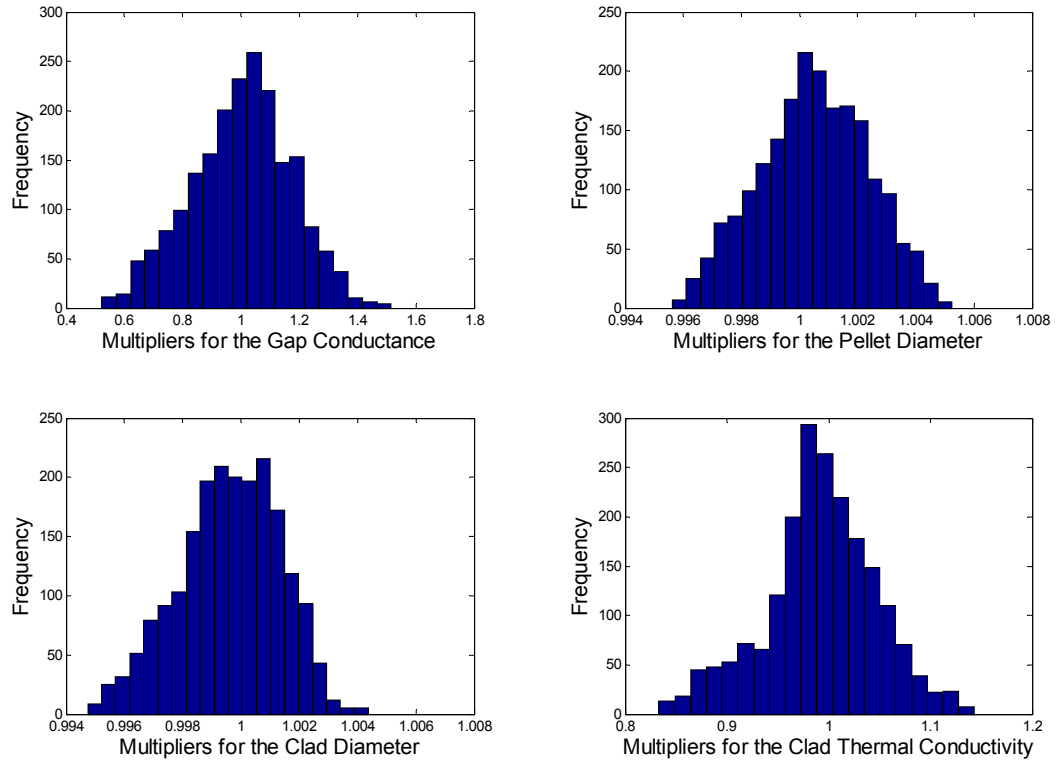 300
250
200
150
100
50
0
Frequency
0.4 0.6 0.8 1 1.2 1.4 1.6 1.8
Multipliers for the Gap Conductance
250
200
150
100
50
0
Frequency
0.994 0.996 0.998 1 1.002 1.004 1.006 1.008
Multipliers for the Pellet Diameter
250
200
150
100
50
0
Frequency
0.994 0.996 0.998 1 1.002 1.004 1.006 1.008
Multipliers for the Clad Diameter
300
250
200
150
100
50
0
Frequency
0.8 0.9 1 1.1 1.2
Multipliers for the Clad Thermal Conductivity